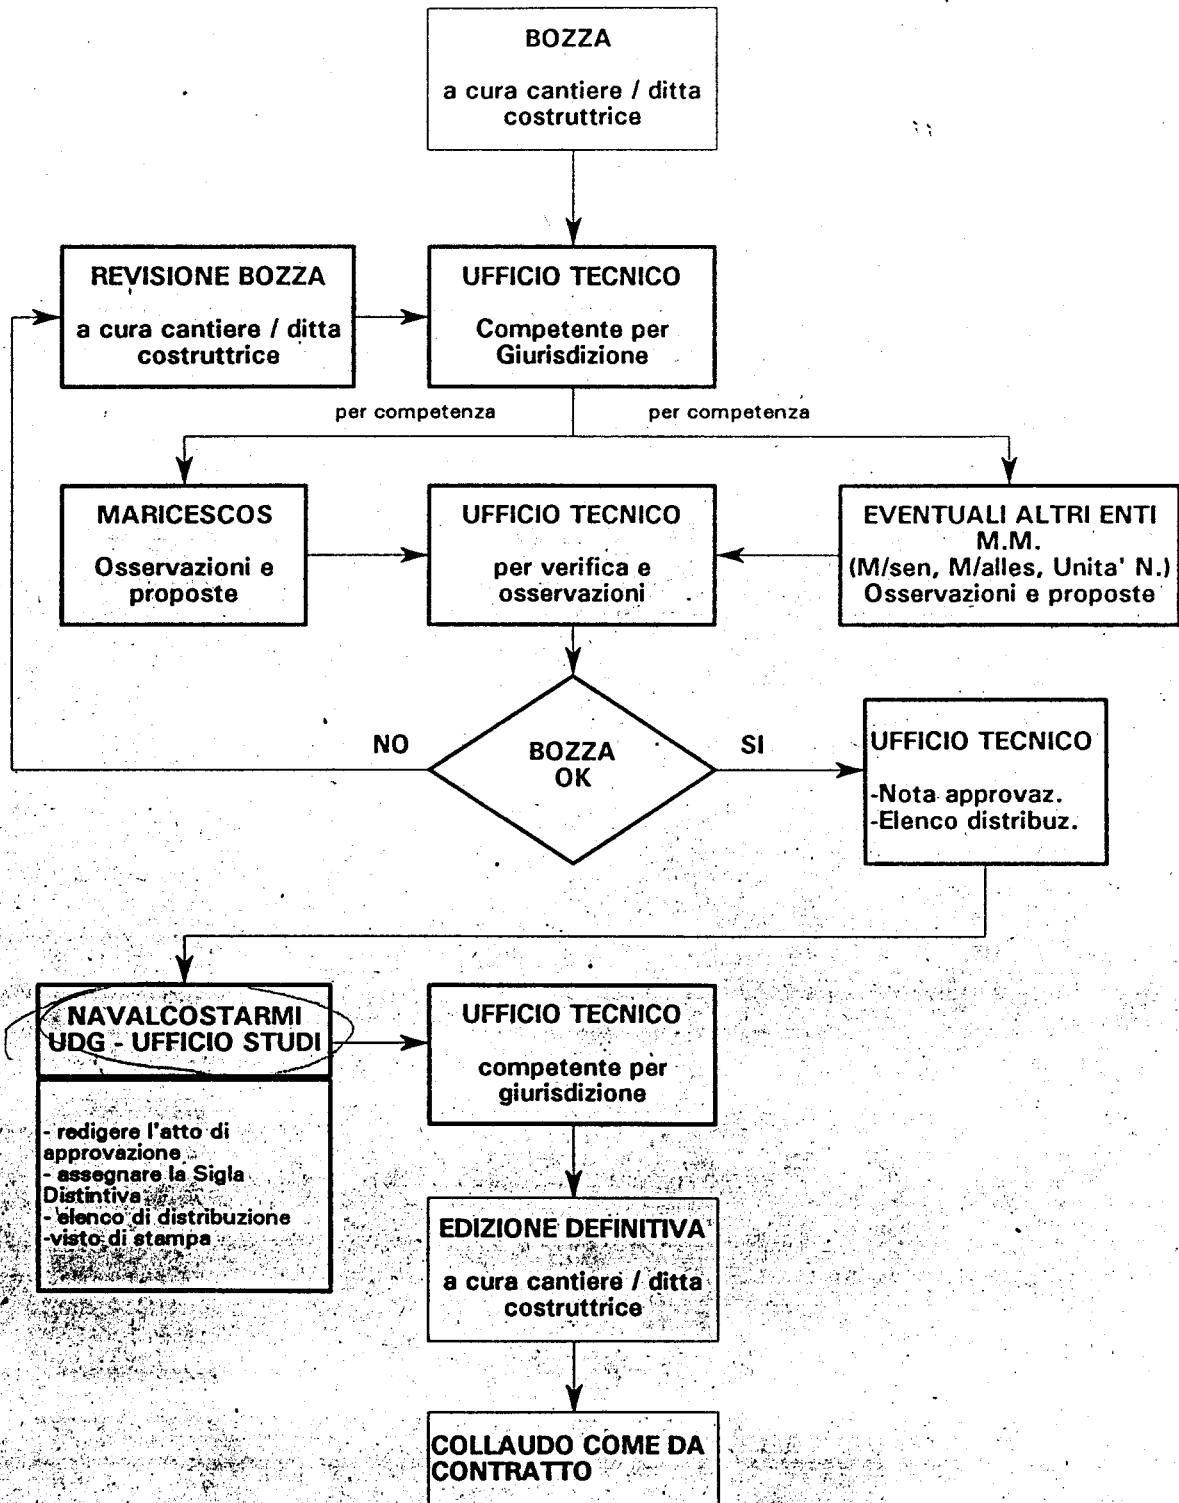 BOZZA
a cura cantiere / ditta
costruttrice
REVISIONE BOZZA
a cura cantiere / ditta
costruttrice
UFFICIO TECNICO
Competente per
Giurisdizione
per competenza
per competenza
MARICESCOS
Osservazioni e
proposte
UFFICIO TECNICO
per verifica e
osservazioni
EVENTUALI ALTRI ENTI
M.M.
(M/sen, M/alles, Unita' N.)
Osservazioni e proposte
NO
BOZZA
OK
SI
UFFICIO TECNICO
-Nota approvaz.
-Elenco distribuz.
NAVALCOSTARMI
UDG - UFFICIO STUDI
- redigere l'atto di
approvazione
- assegnare la Sigla
Distintiva
- elenco di distribuzione
-visto di stampa
UFFICIO TECNICO
competente per
giurisdizione
EDIZIONE DEFINITIVA
a cura cantiere / ditta
costruttrice
COLLAUDO COME DA
CONTRATTO